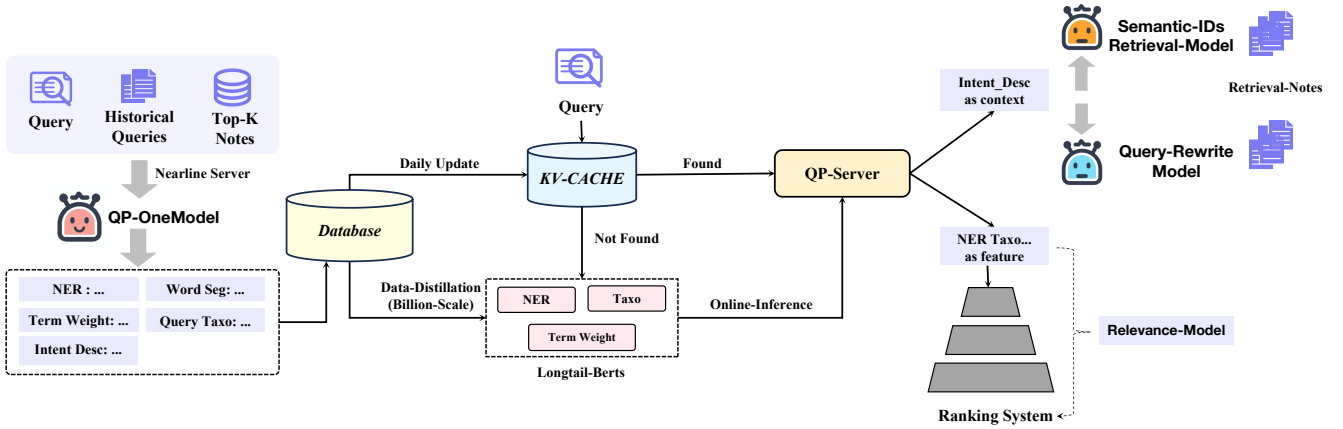 Query
Historical
Queries
Top-K
Notes
Nearline Server
QP-OneModel
NER : ...
Word Seg: ...
Term Weight: ...
Query Taxo: ...
Intent Desc: ...
Database
Daily Update
Data-Distillation
(Billion-Scale)
Query
KV-CACHE
Found
Not Found
NER
Taxo
Term Weight
Longtail-Berts
Online-Inference
QP-Server
Intent_Desc
as context
Semantic-IDs
Retrieval-Model
Retrieval-Notes
Query-Rewrite
Model
NER Taxo...
as feature
Relevance-Model
Ranking System